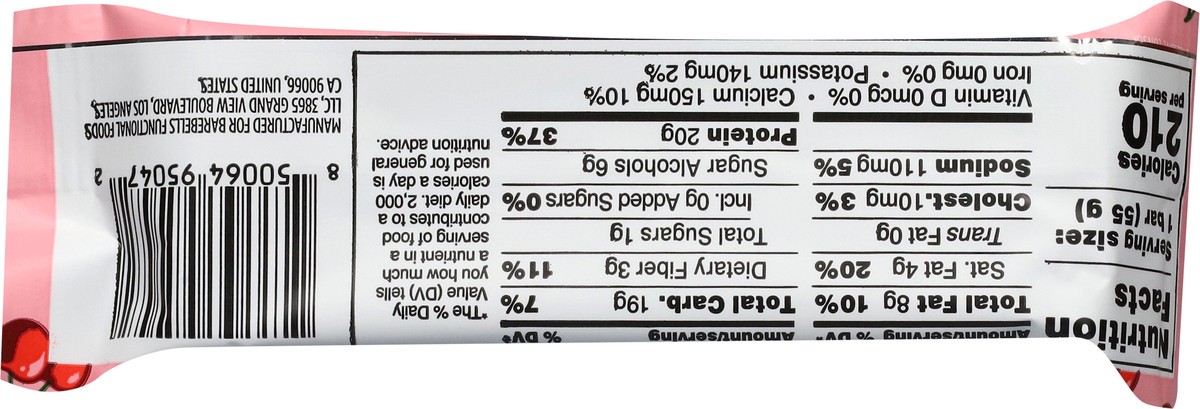 Nutrition
Facts
Serving size:
1 bar (55 g)
Calories
210
per serving
Amount/serving % DV*
Total Fat 8g 10%
Sat. Fat 4g 20%
Trans Fat 0g
Cholest. 10mg 3%
Sodium 110mg 5%
Amount/serving % DV*
Total Carb. 19g 7%
Dietary Fiber 3g 11%
Total Sugars 1g
Incl. 0g Added Sugars 0%
Sugar Alcohols 6g
Protein 20g 37%
Vitamin D 0mcg 0% • Calcium 150mg 10%
Iron 0mg 0% • Potassium 140mg 2%
*The % Daily
Value (DV) tells
you how much
a nutrient in a
serving of food
contributes to a
daily diet. 2,000
calories a day is
used for general
nutrition advice.
8 50064 95047 2
MANUFACTURED FOR BAREBELLS FUNCTIONAL FOODS
LLC, 3865 GRAND VIEW BOULEVARD, LOS ANGELES,
CA 90066, UNITED STATES.